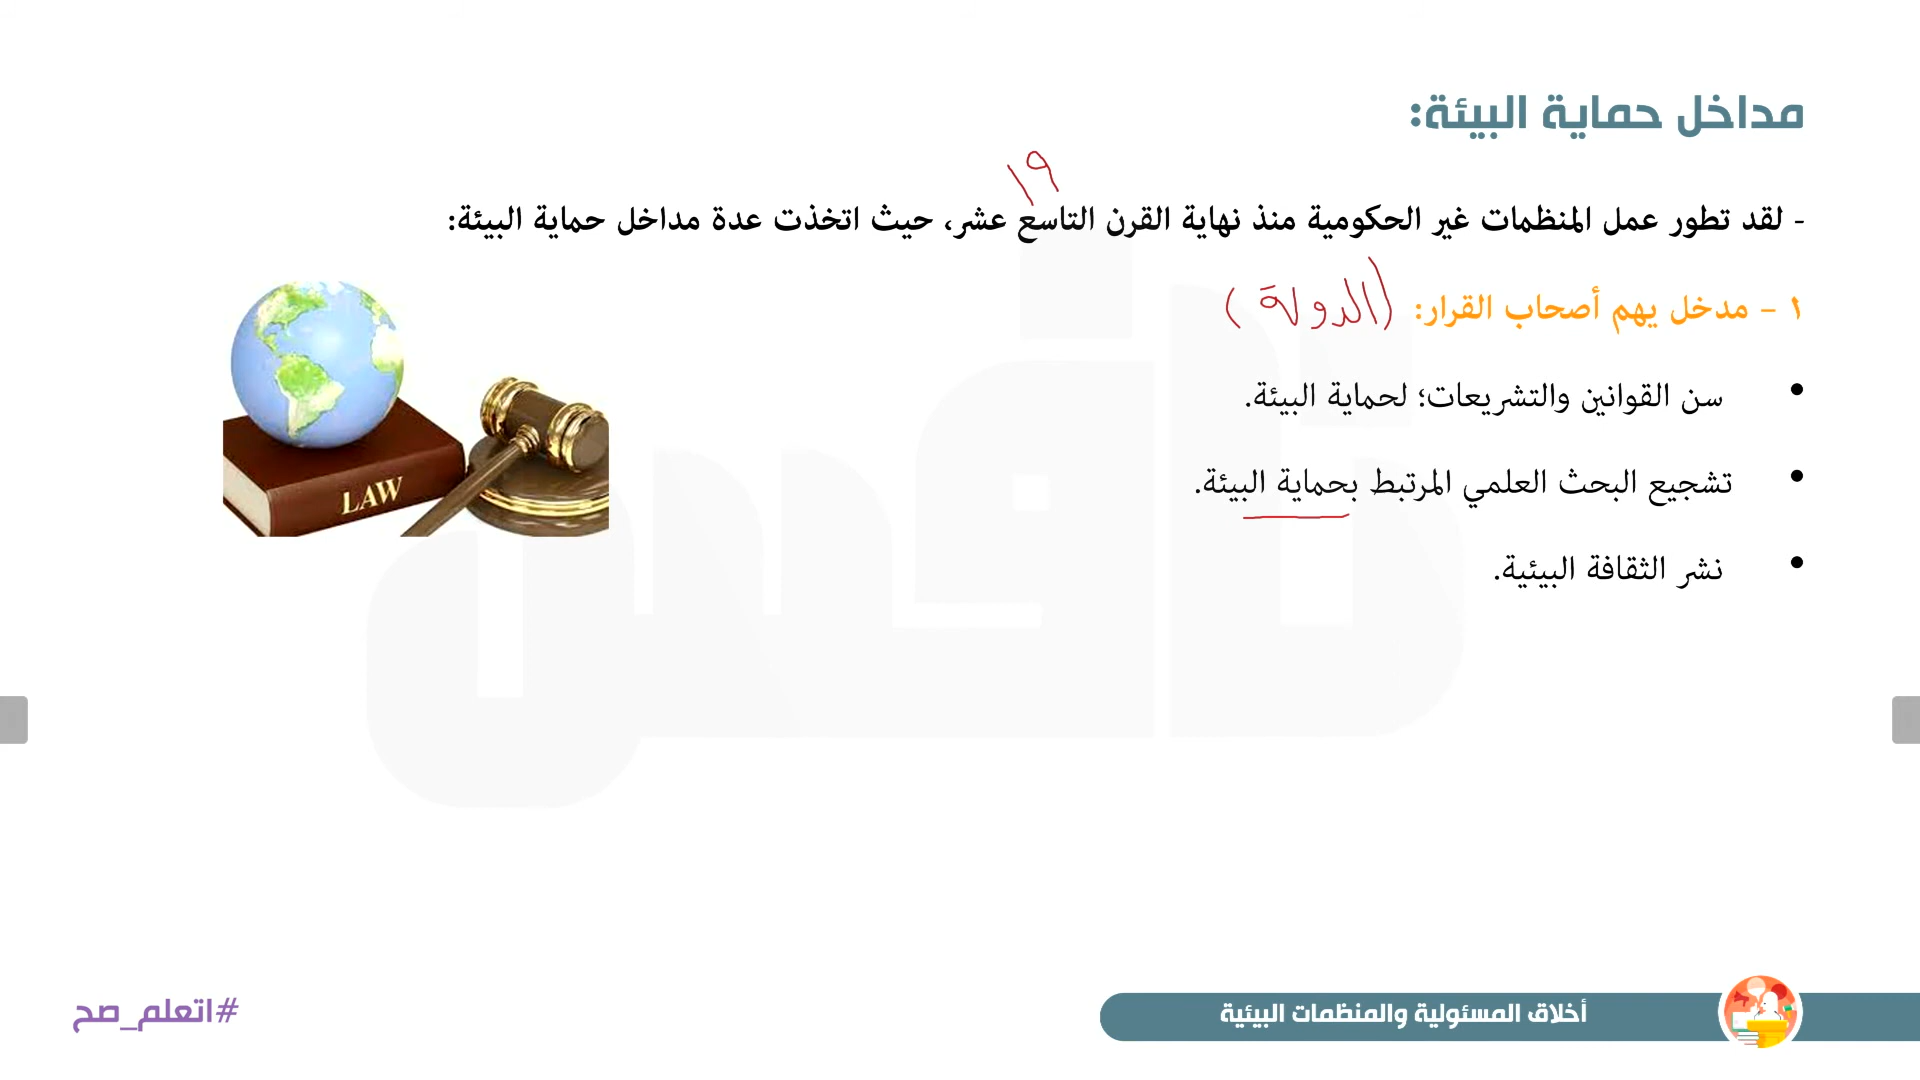 مداخل حماية البيئة:
١٩
- لقد تطور عمل المنظمات غير الحكومية منذ نهاية القرن التاسع عشر، حيث اتخذت عدة مداخل حماية البيئة:
١ - مدخل يهم أصحاب القرار: (الدولة)
• سن القوانين والتشريعات؛ لحماية البيئة.
• تشجيع البحث العلمي المرتبط بحماية البيئة.
• نشر الثقافة البيئية.
LAW
نفس
أخلاق المسئولية والمنظمات البيئية
#اتعلم_صح